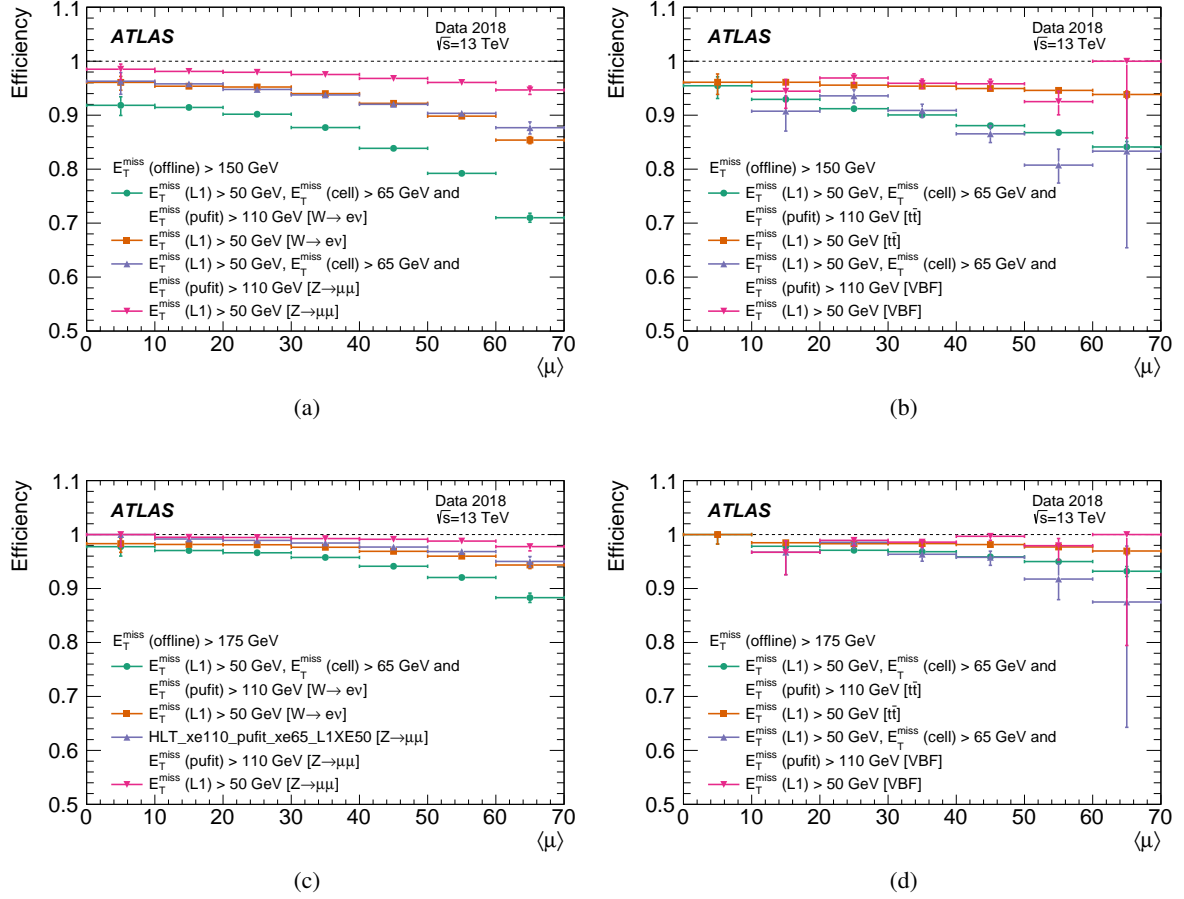 1.1
ATLAS
Data 2018
√s=13 TeV
Efficiency
1
0.9
0.8
0.7
0.6
0.5
E_T^miss (offline) > 150 GeV
E_T^miss (L1) > 50 GeV, E_T^miss (cell) > 65 GeV and
E_T^miss (pufit) > 110 GeV [W→ eν]
E_T^miss (L1) > 50 GeV [W→ eν]
E_T^miss (L1) > 50 GeV, E_T^miss (cell) > 65 GeV and
E_T^miss (pufit) > 110 GeV [Z→μμ]
E_T^miss (L1) > 50 GeV [Z→μμ]
0 10 20 30 40 50 60 70
⟨μ⟩
(a)
1.1
ATLAS
Data 2018
√s=13 TeV
Efficiency
1
0.9
0.8
0.7
0.6
0.5
E_T^miss (offline) > 150 GeV
E_T^miss (L1) > 50 GeV, E_T^miss (cell) > 65 GeV and
E_T^miss (pufit) > 110 GeV [tt̄]
E_T^miss (L1) > 50 GeV [tt̄]
E_T^miss (L1) > 50 GeV, E_T^miss (cell) > 65 GeV and
E_T^miss (pufit) > 110 GeV [VBF]
E_T^miss (L1) > 50 GeV [VBF]
0 10 20 30 40 50 60 70
⟨μ⟩
(b)
1.1
ATLAS
Data 2018
√s=13 TeV
Efficiency
1
0.9
0.8
0.7
0.6
0.5
E_T^miss (offline) > 175 GeV
E_T^miss (L1) > 50 GeV, E_T^miss (cell) > 65 GeV and
E_T^miss (pufit) > 110 GeV [W→ eν]
E_T^miss (L1) > 50 GeV [W→ eν]
HLT_xe110_pufit_xe65_L1XE50 [Z→μμ]
E_T^miss (pufit) > 110 GeV [Z→μμ]
E_T^miss (L1) > 50 GeV [Z→μμ]
0 10 20 30 40 50 60 70
⟨μ⟩
(c)
1.1
ATLAS
Data 2018
√s=13 TeV
Efficiency
1
0.9
0.8
0.7
0.6
0.5
E_T^miss (offline) > 175 GeV
E_T^miss (L1) > 50 GeV, E_T^miss (cell) > 65 GeV and
E_T^miss (pufit) > 110 GeV [tt̄]
E_T^miss (L1) > 50 GeV [tt̄]
E_T^miss (L1) > 50 GeV, E_T^miss (cell) > 65 GeV and
E_T^miss (pufit) > 110 GeV [VBF]
E_T^miss (L1) > 50 GeV [VBF]
0 10 20 30 40 50 60 70
⟨μ⟩
(d)